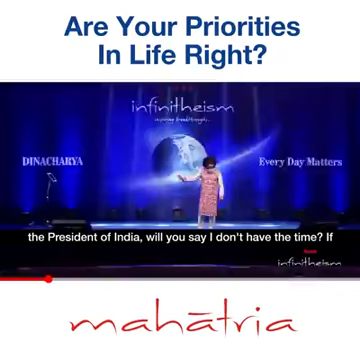 Are Your Priorities
In Life Right?
infinitheism
DINACHARYA
Every Day Matters
the President of India, will you say I don't have the time? If
infinitheism
mahātria